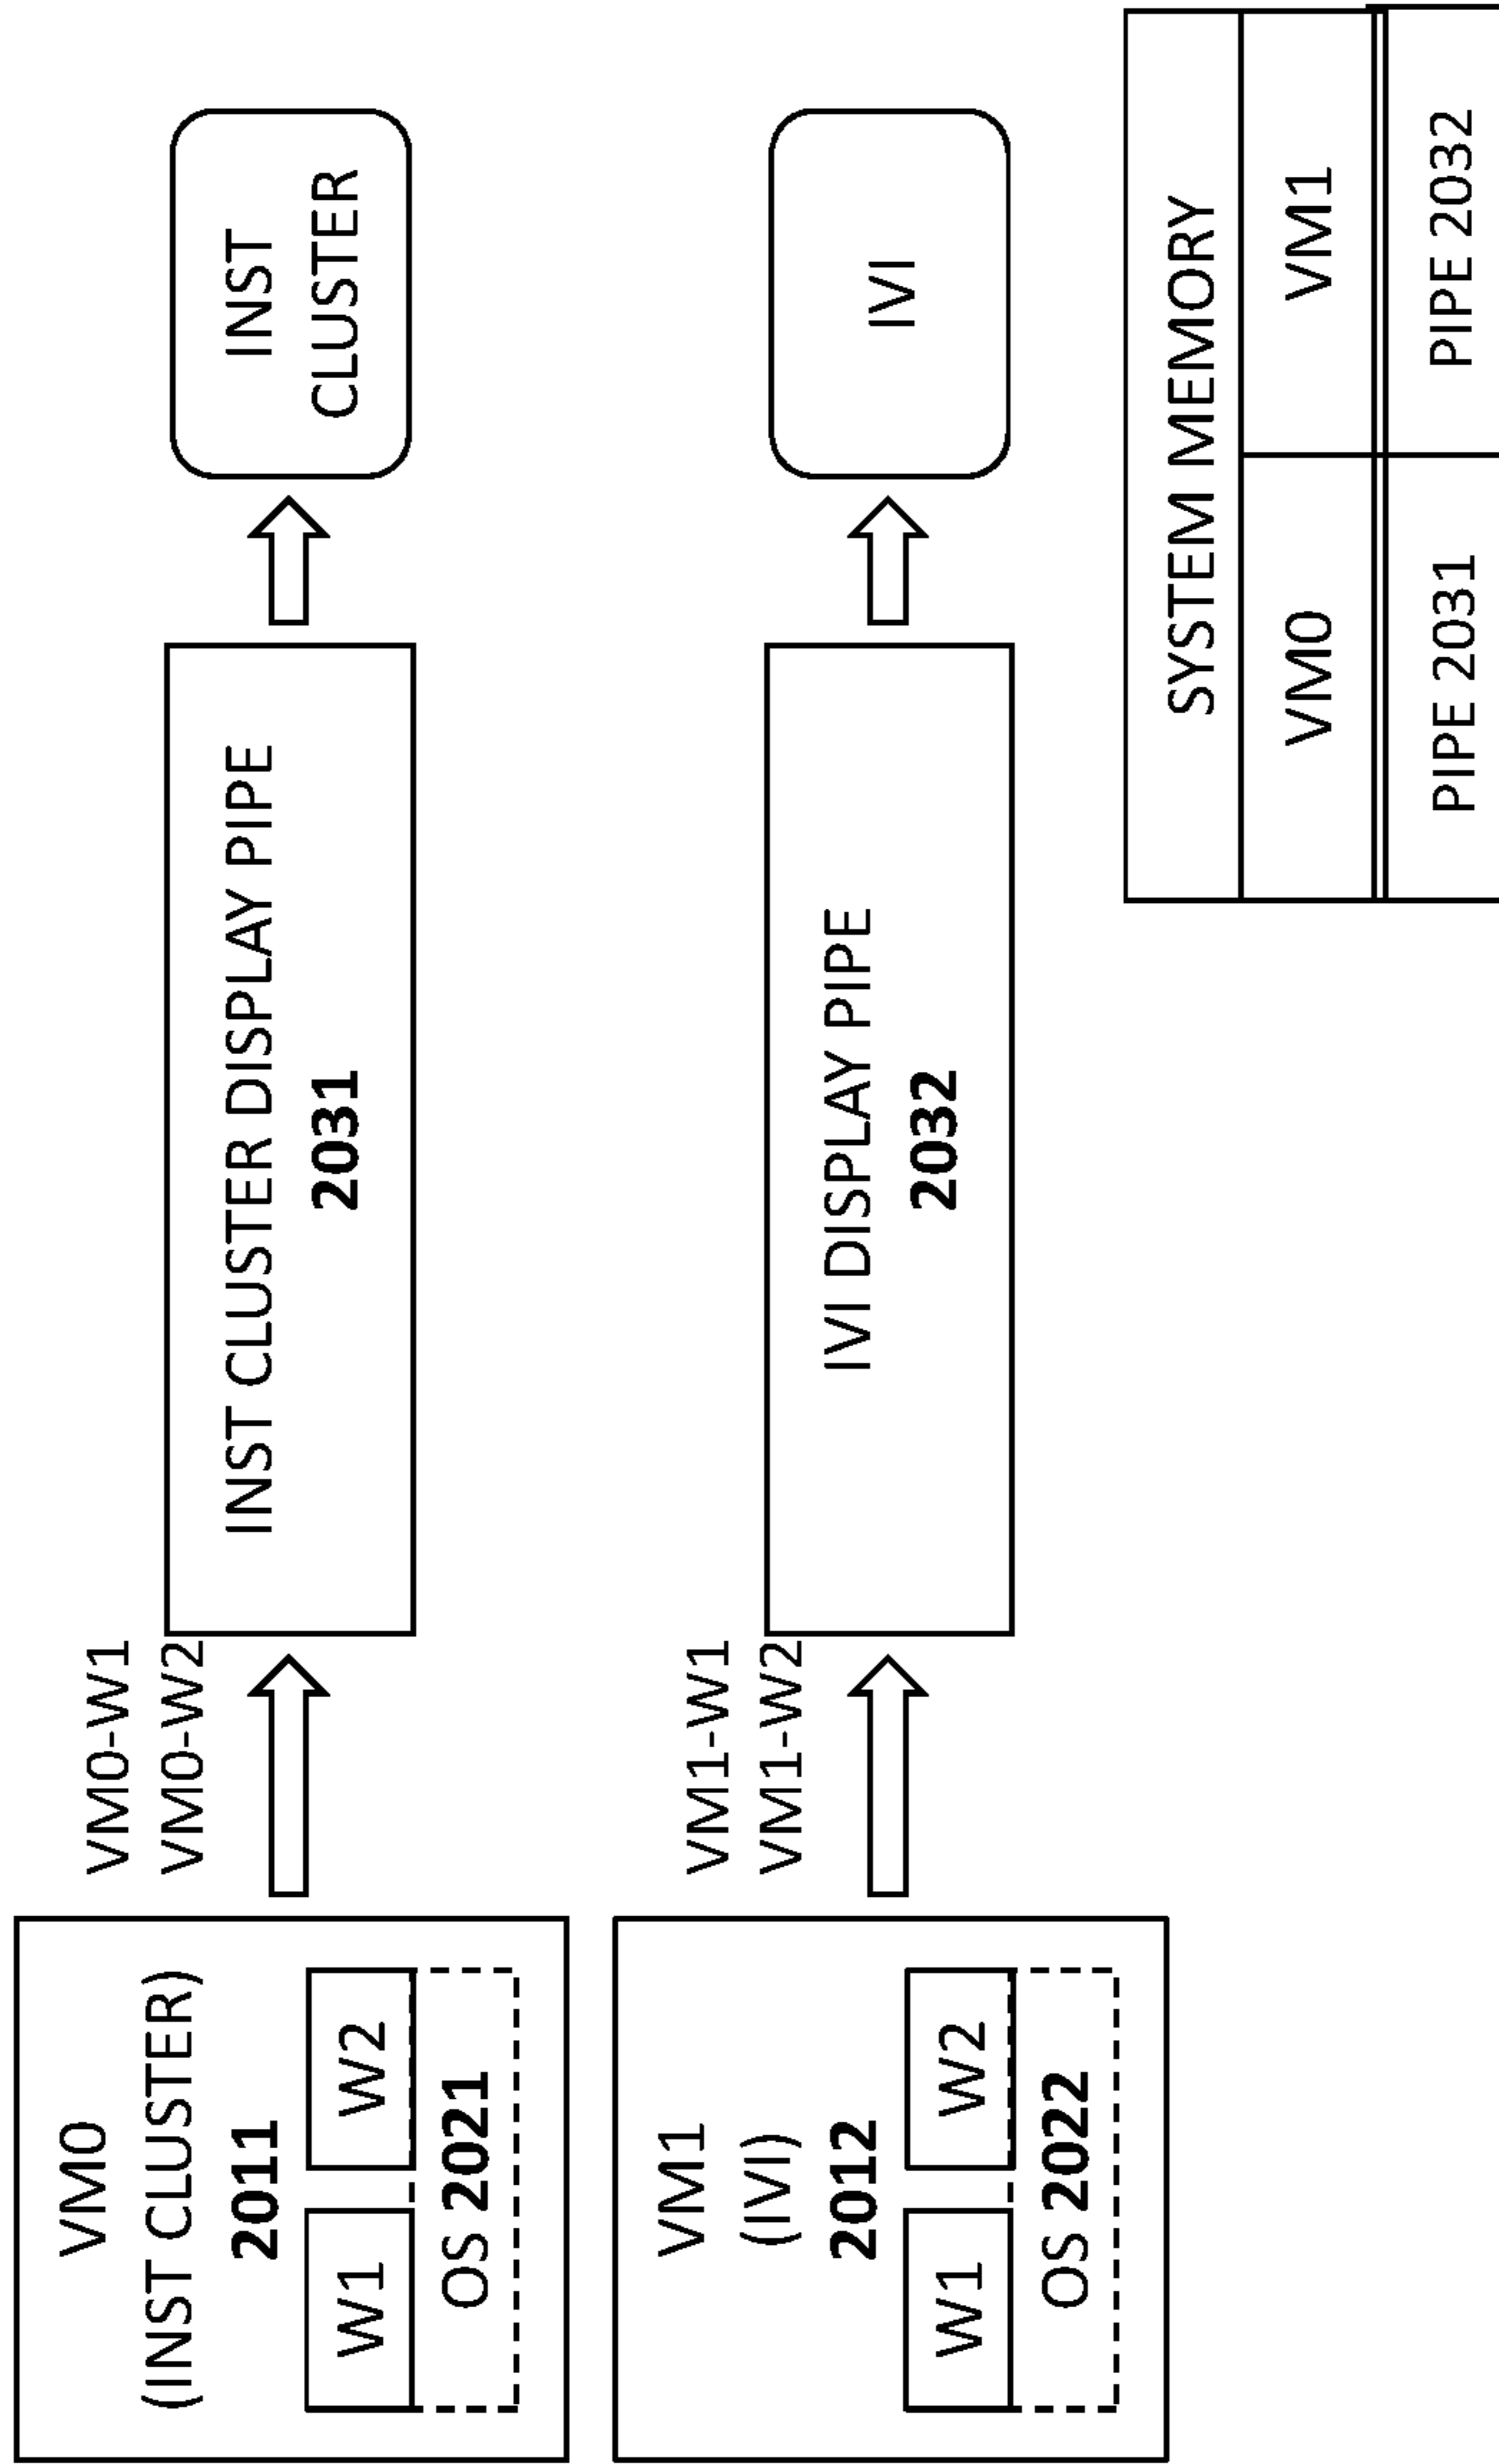 VM0
(INST CLUSTER)
2011
W1
W2
OS 2021
VM0-W1
VM0-W2
INST CLUSTER DISPLAY PIPE
2031
INST
CLUSTER
VM1
(IVI)
2012
W1
W2
OS 2022
VM1-W1
VM1-W2
IVI DISPLAY PIPE
2032
IVI
SYSTEM MEMORY
VM0
VM1
PIPE 2031
PIPE 2032